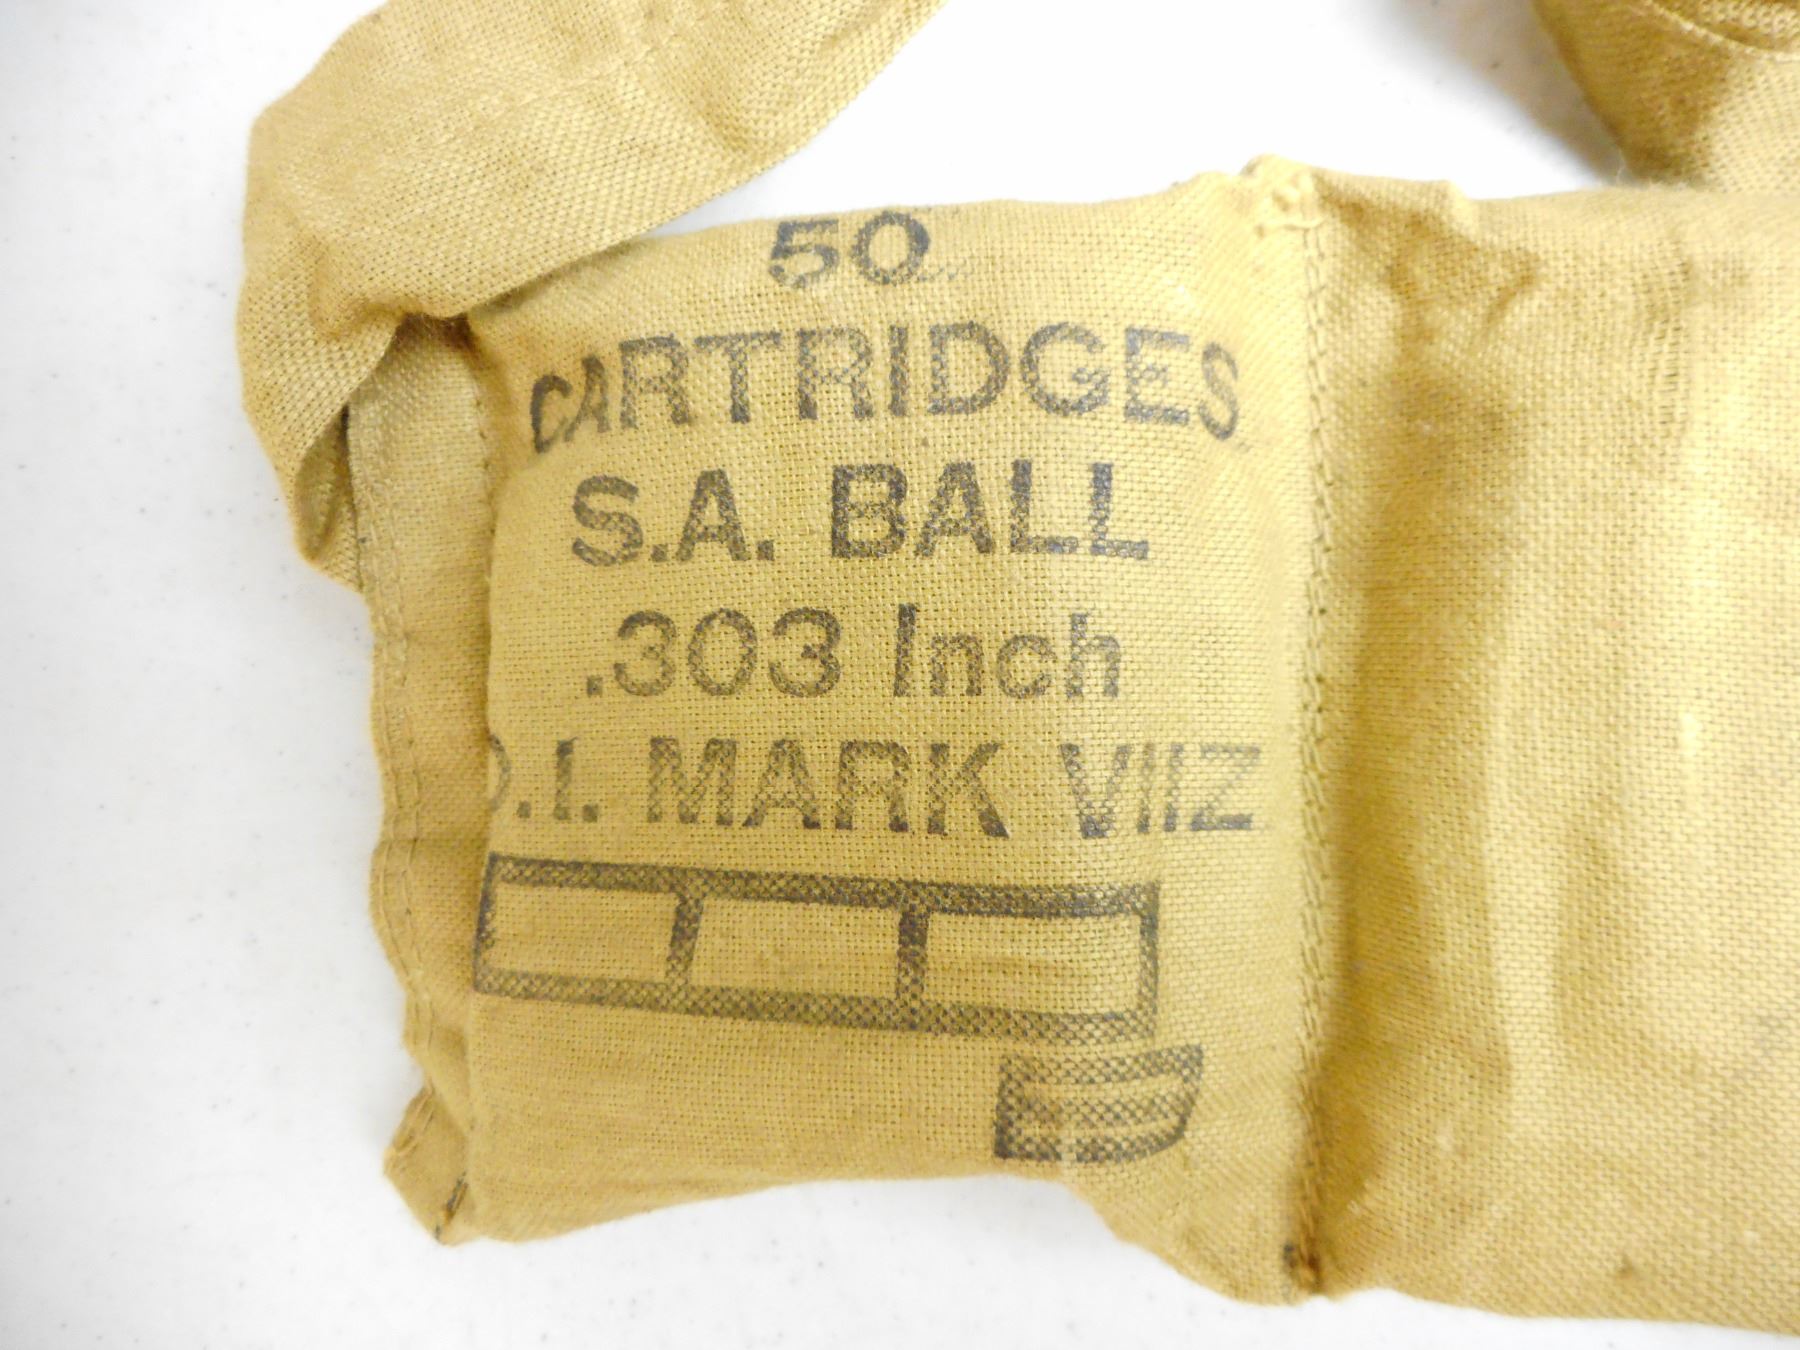 50
CARTRIDGES
S.A. BALL
.303 Inch
D.I. MARK VIIZ